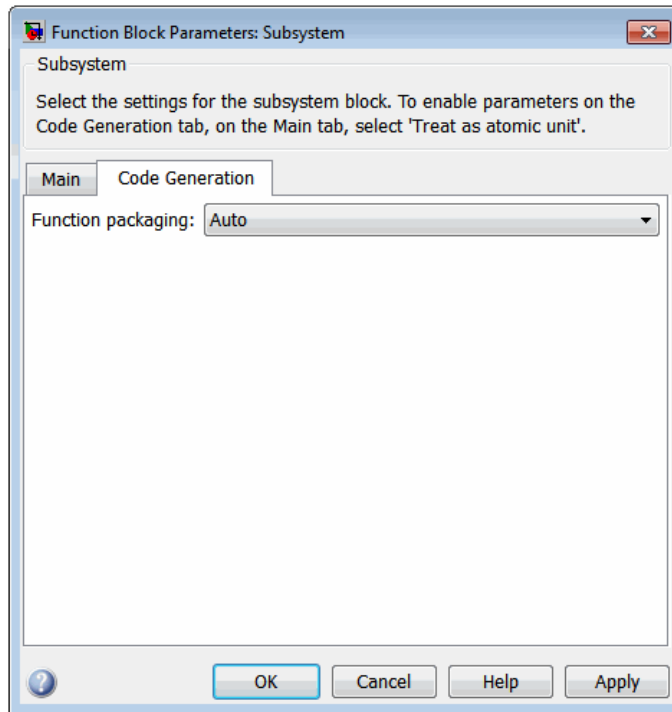 Function Block Parameters: Subsystem
Subsystem
Select the settings for the subsystem block. To enable parameters on the
Code Generation tab, on the Main tab, select 'Treat as atomic unit'.
Main Code Generation
Function packaging: Auto
OK Cancel Help Apply